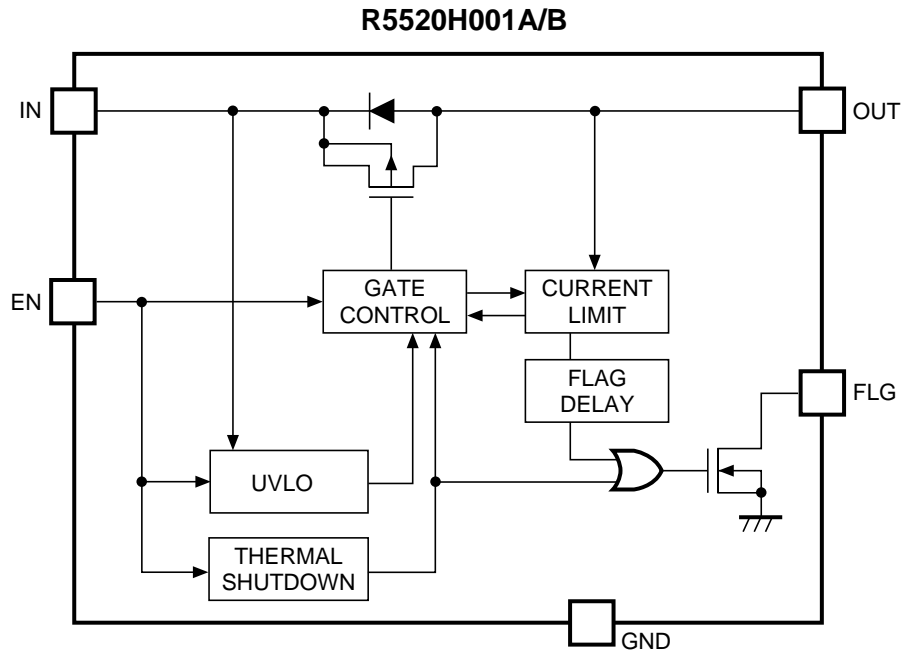 R5520H001A/B
IN
OUT
EN
GATE
CONTROL
CURRENT
LIMIT
FLAG
DELAY
FLG
UVLO
THERMAL
SHUTDOWN
GND